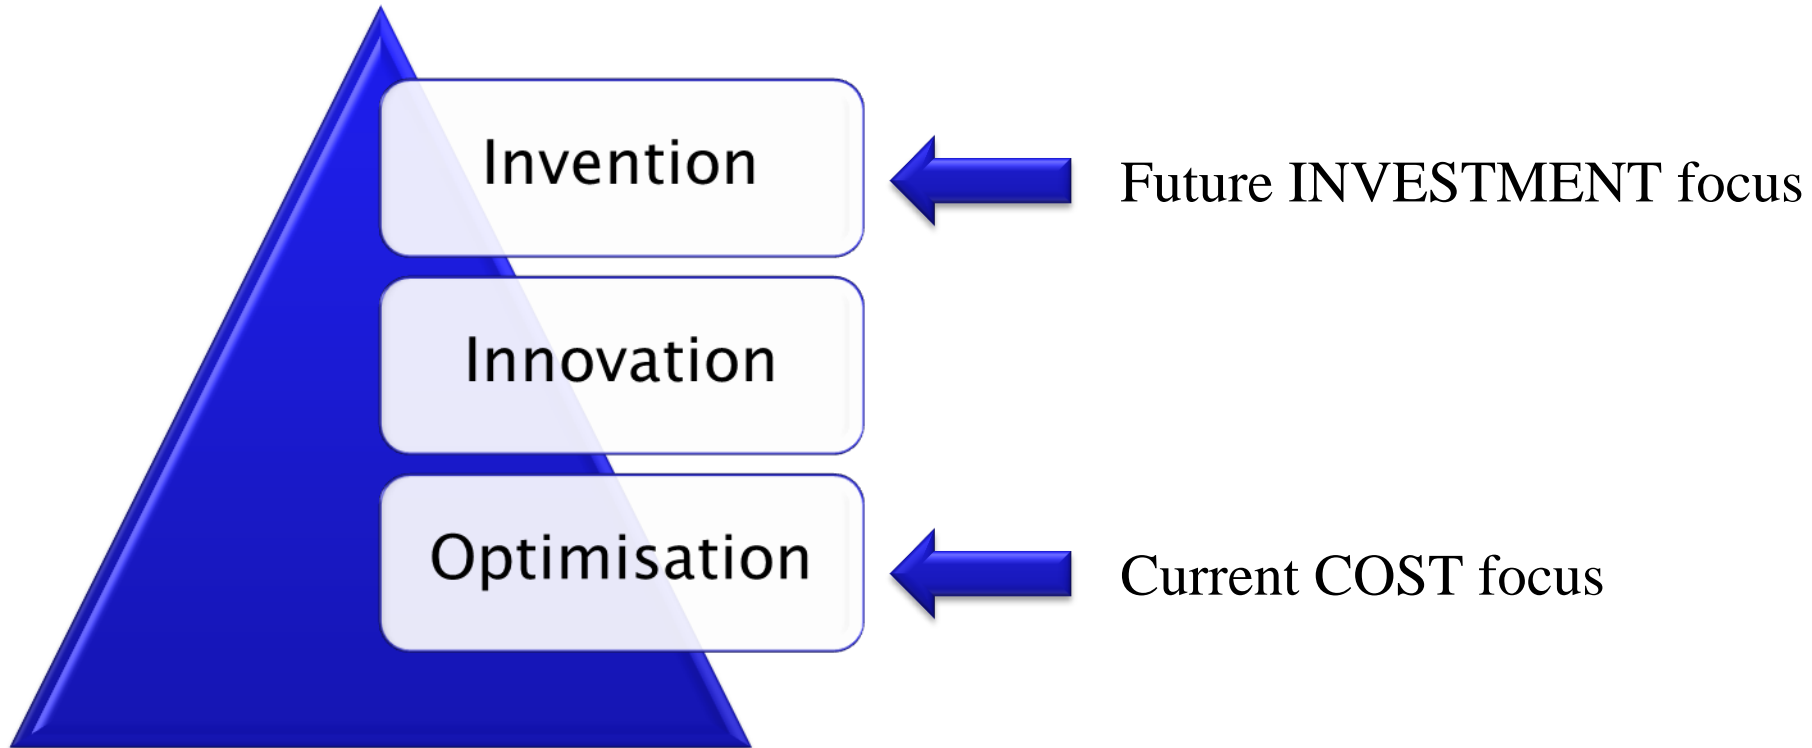 Invention
Future INVESTMENT focus
Innovation
Optimisation
Current COST focus